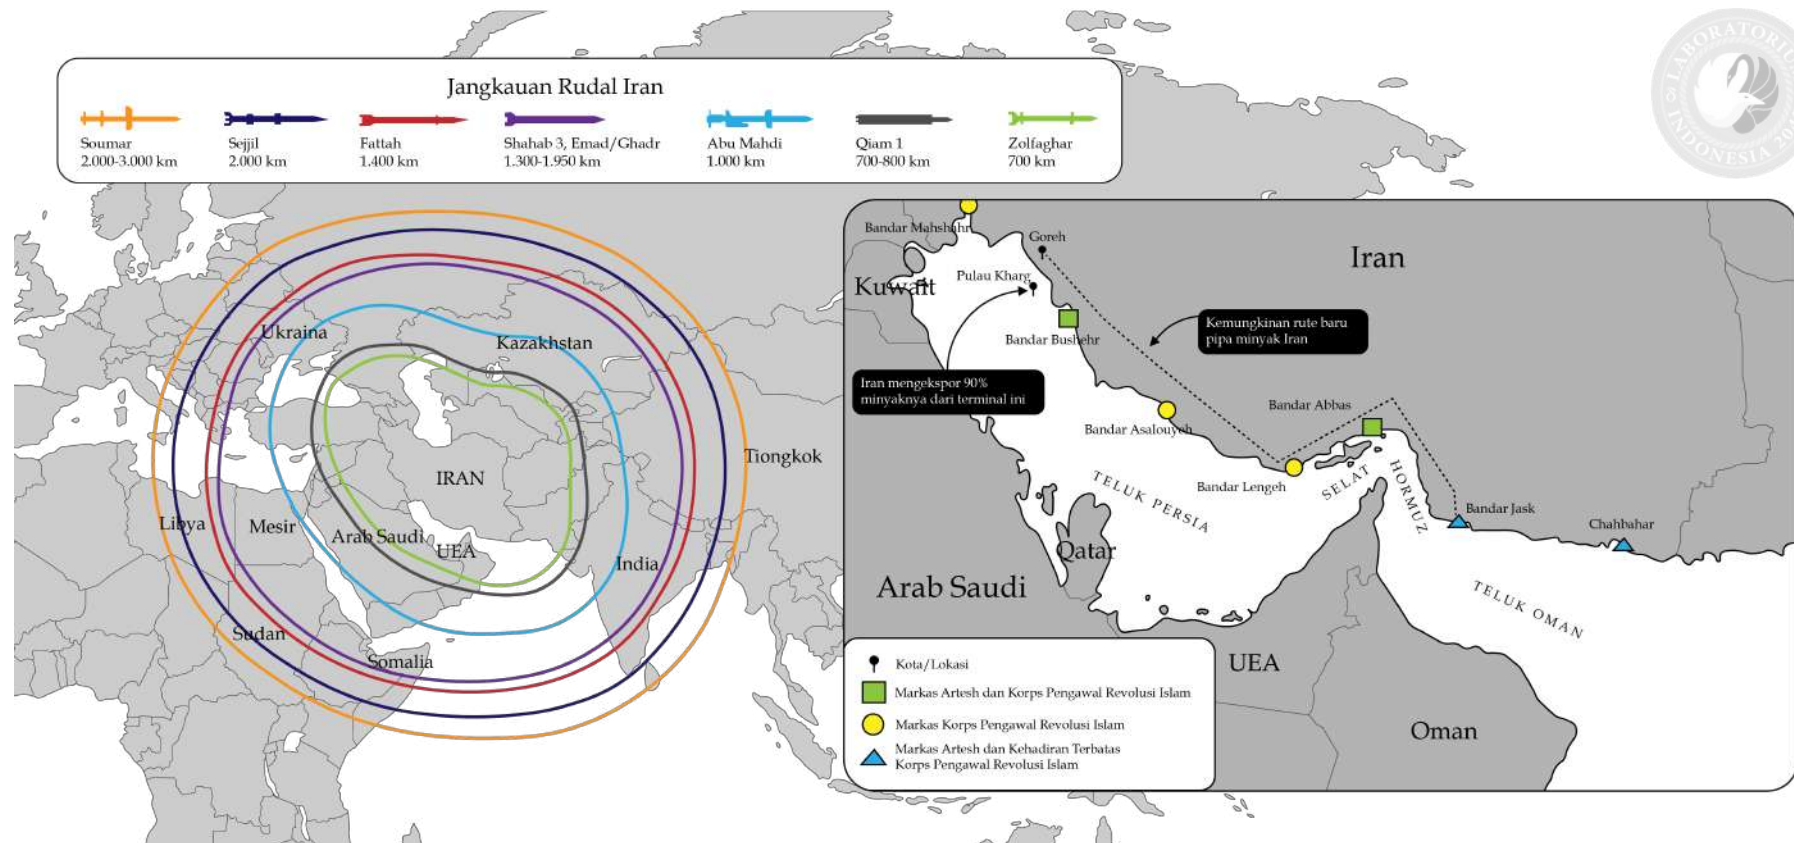 LABORATORIUM
INDONESIA 20
Jangkauan Rudal Iran
Soumar
2.000-3.000 km
Sejjil
2.000 km
Fattah
1.400 km
Shahab 3, Emad/Ghadr
1.300-1.950 km
Abu Mahdi
1.000 km
Qiam 1
700-800 km
Zolfaghar
700 km
Ukraina
Kazakhstan
Tiongkok
IRAN
Libya
Mesir
Arab Saudi
UEA
India
Sudan
Somalia
Bandar Mahshahr
Goreh
Iran
Kuwait
Pulau Kharg
Kemungkinan rute baru
pipa minyak Iran
Bandar Bushehr
Iran mengekspor 90%
minyaknya dari terminal ini
Bandar Abbas
Bandar Asalouyeh
Bandar Lengeh
SELAT
HORMUZ
TELUK PERSIA
Bandar Jask
Chahbahar
Qatar
Arab Saudi
TELUK OMAN
UEA
Oman
Kota/Lokasi
Markas Artesh dan Korps Pengawal Revolusi Islam
Markas Korps Pengawal Revolusi Islam
Markas Artesh dan Kehadiran Terbatas
Korps Pengawal Revolusi Islam